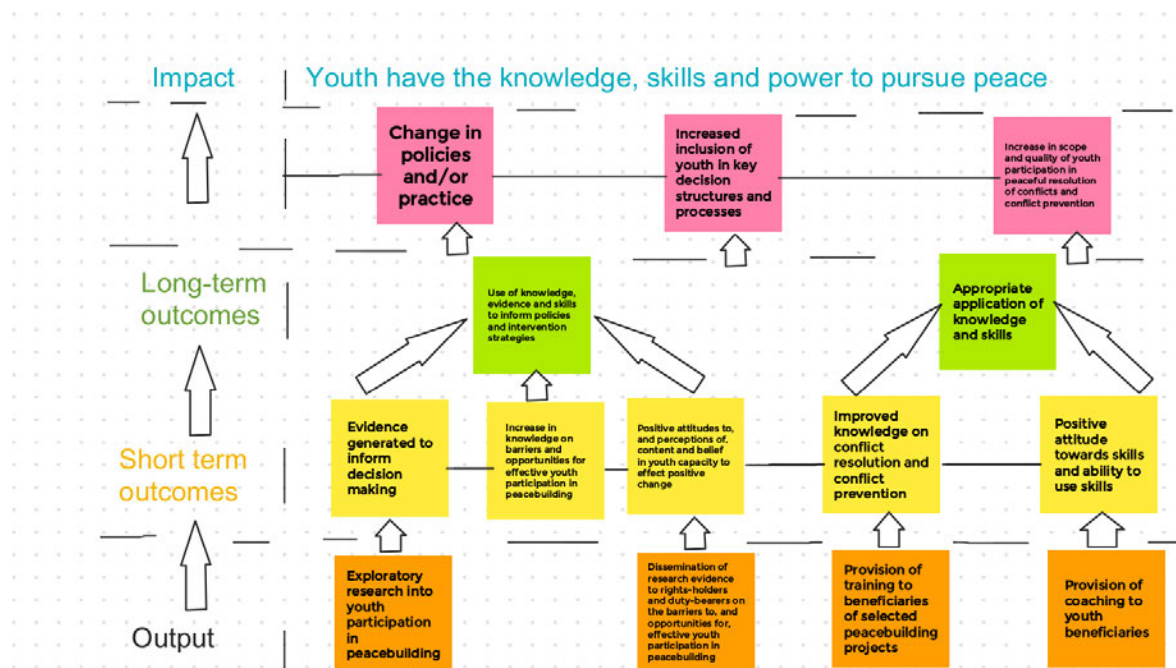 Impact
Youth have the knowledge, skills and power to pursue peace
Change in
policies
and/or
practice
Increased
inclusion of
youth in key
decision
structures and
processes
Increase in scope
and quality of youth
participation in
peaceful resolution
of conflicts and
conflict prevention
Long-term
outcomes
Use of knowledge,
evidence and skills
to inform policies
and intervention
strategies
Appropriate
application of
knowledge
and skills
Short term
outcomes
Evidence
generated to
inform
decision
making
Increase in
knowledge on
barriers and
opportunities for
effective youth
participation in
peacebuilding
Positive attitudes to,
and perceptions of,
content and belief
in youth capacity to
effect positive
change
Improved
knowledge on
conflict
resolution and
conflict
prevention
Positive
attitude
towards skills
and ability to
use skills
Output
Exploratory
research into
youth
participation
in
peacebuilding
Dissemination of
research evidence
to rights-holders
and duty-bearers on
the barriers to, and
opportunities for,
effective youth
participation in
peacebuilding
Provision of
training to
beneficiaries
of selected
peacebuilding
projects
Provision of
coaching to
youth
beneficiaries